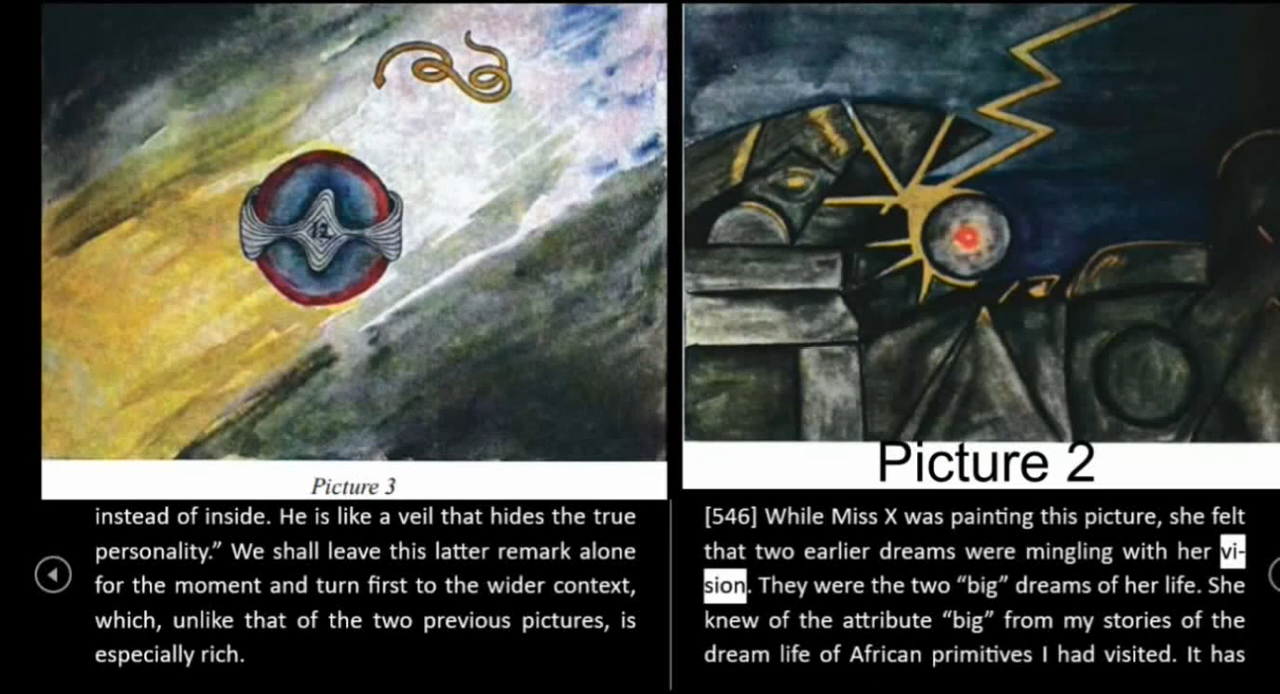 12
Picture 3
instead of inside. He is like a veil that hides the true
personality.” We shall leave this latter remark alone
for the moment and turn first to the wider context,
which, unlike that of the two previous pictures, is
especially rich.
Picture 2
[546] While Miss X was painting this picture, she felt
that two earlier dreams were mingling with her vi-
sion. They were the two “big” dreams of her life. She
knew of the attribute “big” from my stories of the
dream life of African primitives I had visited. It has